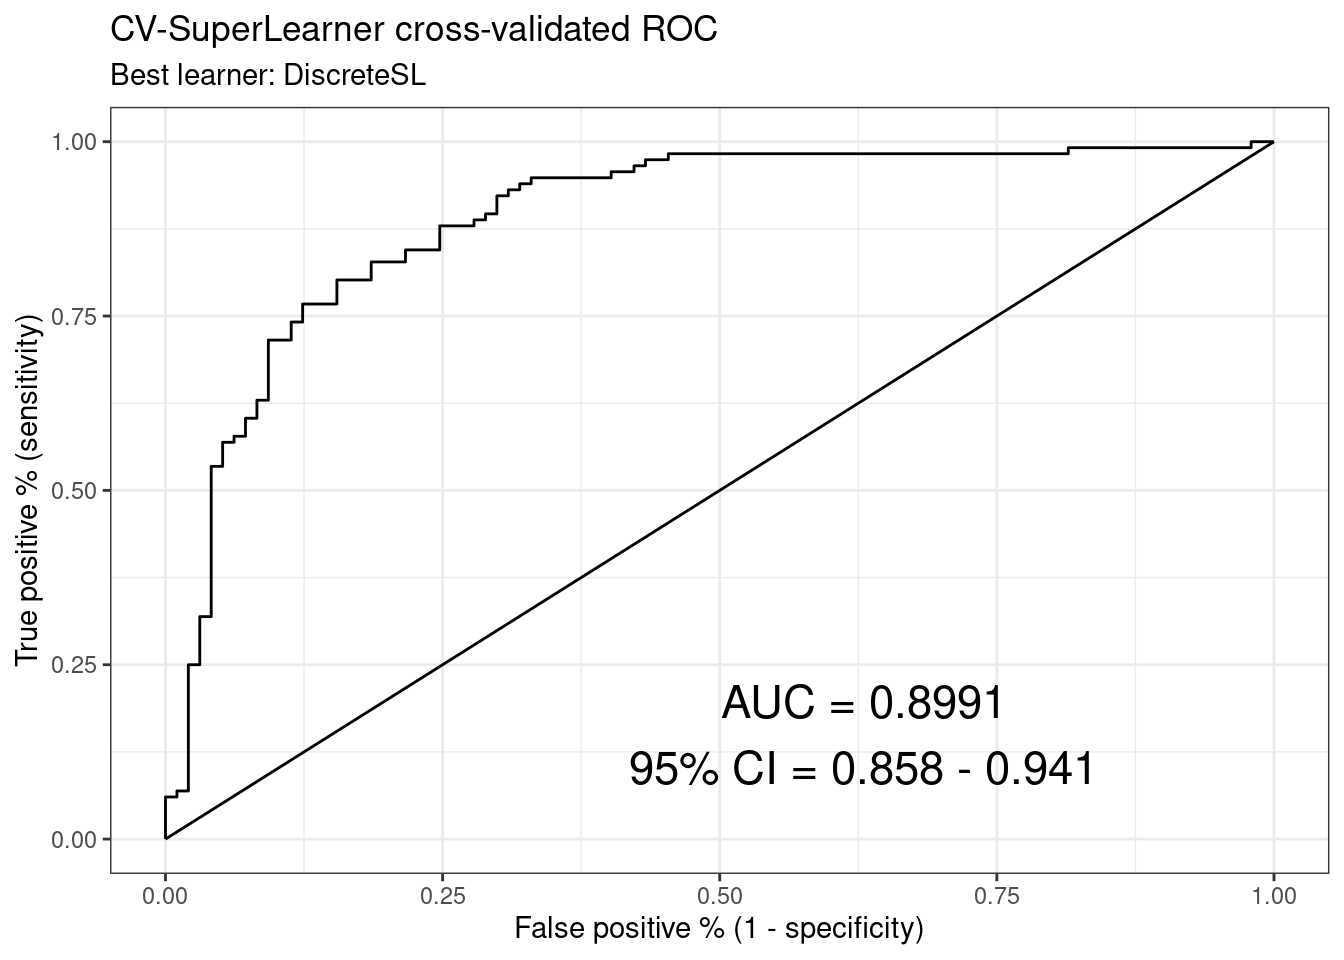 CV-SuperLearner cross-validated ROC
Best learner: DiscreteSL
True positive % (sensitivity)
1.00
0.75
0.50
0.25
0.00
AUC = 0.8991
95% CI = 0.858 - 0.941
0.00 0.25 0.50 0.75 1.00
False positive % (1 - specificity)